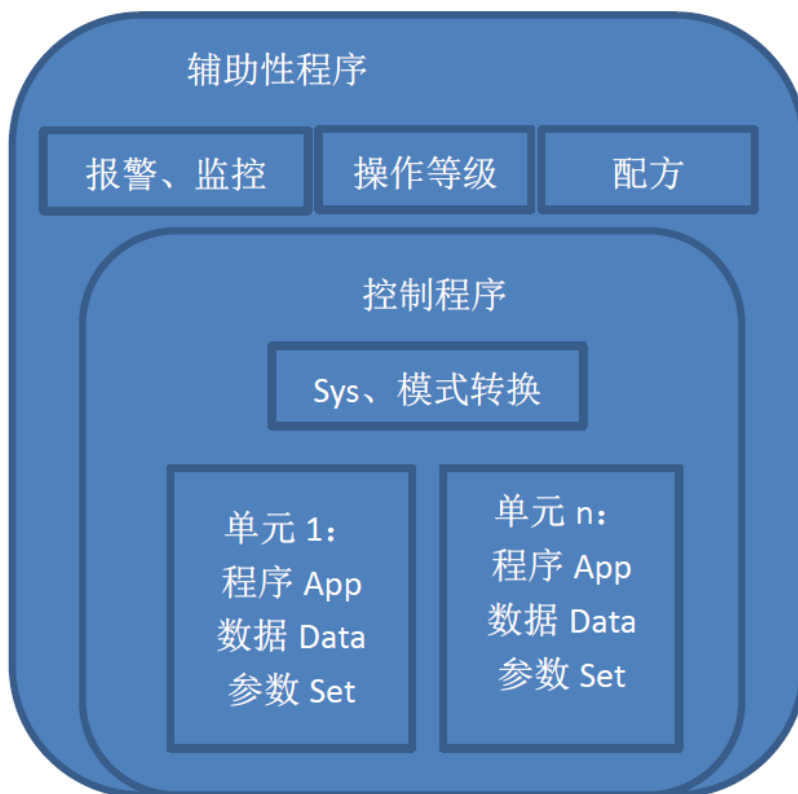 辅助性程序
报警、监控
操作等级
配方
控制程序
Sys、模式转换
单元 1：
程序 App
数据 Data
参数 Set
单元 n：
程序 App
数据 Data
参数 Set